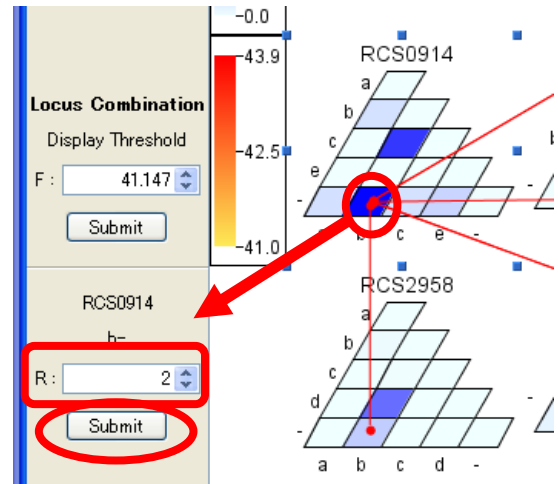 -0.0
-43.9
-42.5
-41.0
Locus Combination
Display Threshold
F : 41.147
Submit
RCS0914
b-
R : 2
Submit
RCS0914
a
b
c
e
-
b c e -
RCS2958
a
b
c
d
-
a b c d -
b
-
-